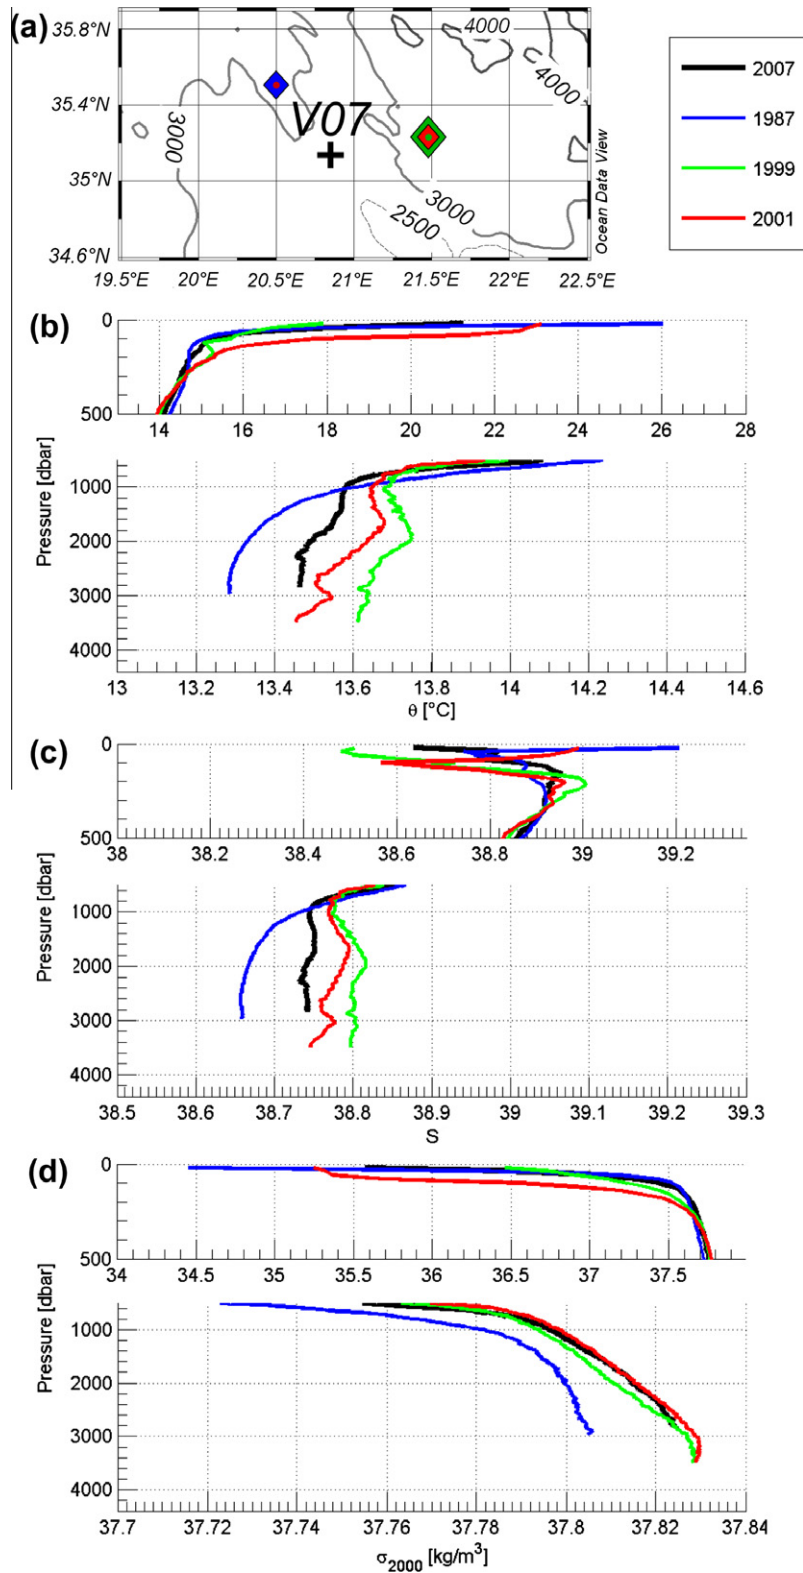 (a)
35.8°N
35.4°N
35°N
34.6°N
19.5°E 20°E 20.5°E 21°E 21.5°E 22°E 22.5°E
4000
4000
3000
V07
3000
2500
Ocean Data View
2007
1987
1999
2001
(b)
0
500
14 16 18 20 22 24 26 28
Pressure [dbar]
1000
2000
3000
4000
13 13.2 13.4 13.6 13.8 14 14.2 14.4 14.6
θ [°C]
(c)
0
500
38 38.2 38.4 38.6 38.8 39 39.2
Pressure [dbar]
1000
2000
3000
4000
38.5 38.6 38.7 38.8 38.9 39 39.1 39.2 39.3
S
(d)
0
500
34 34.5 35 35.5 36 36.5 37 37.5
Pressure [dbar]
1000
2000
3000
4000
37.7 37.72 37.74 37.76 37.78 37.8 37.82 37.84
σ2000 [kg/m³]